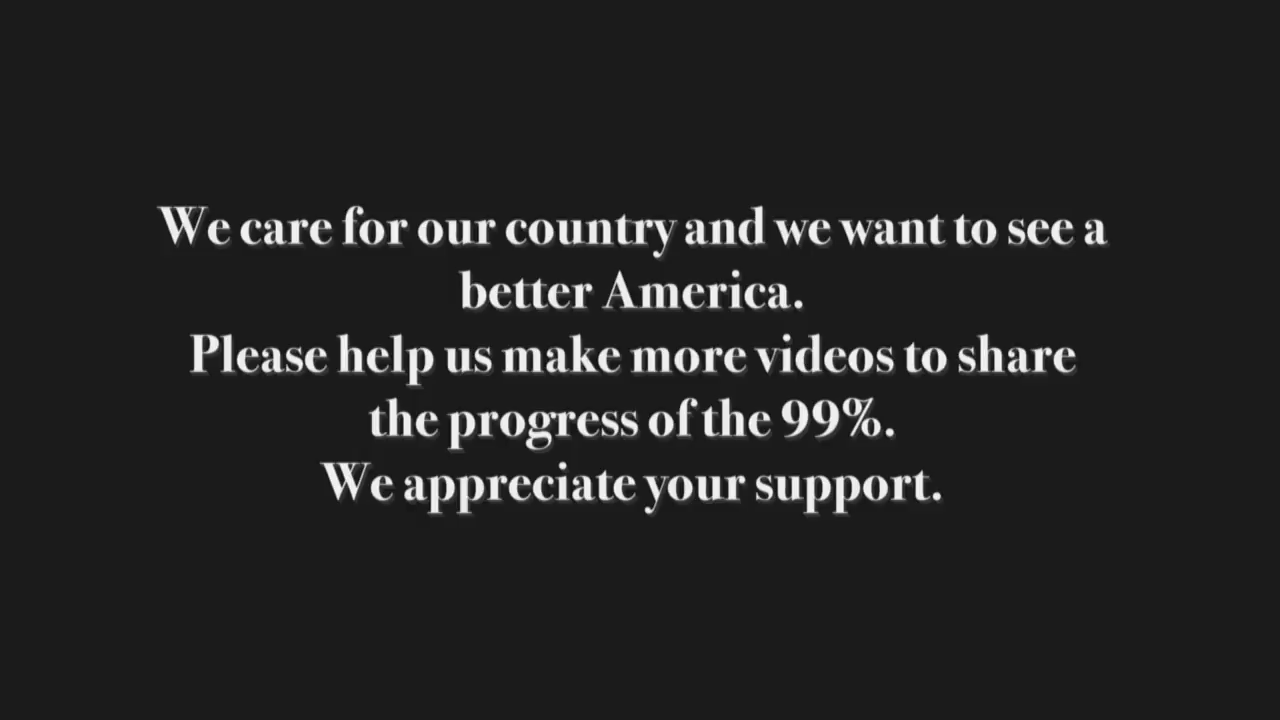 We care for our country and we want to see a
better America.
Please help us make more videos to share
the progress of the 99%.
We appreciate your support.